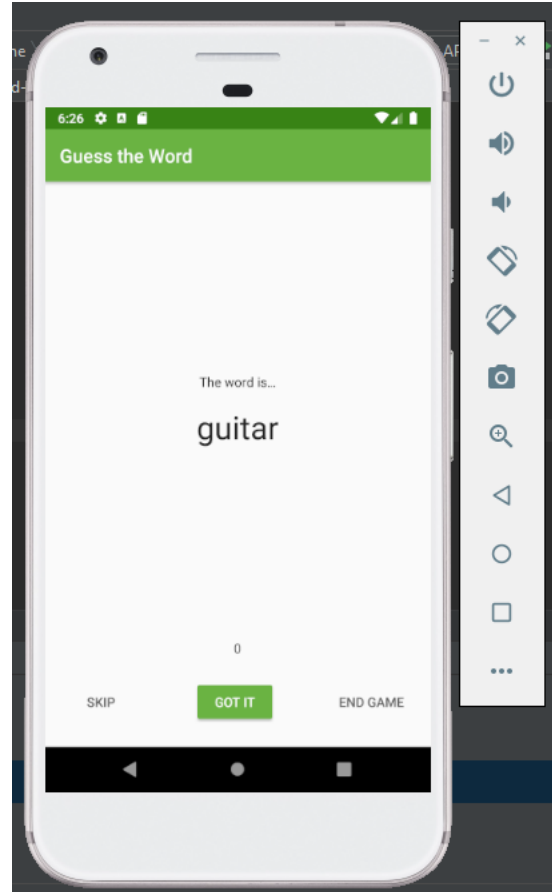 6:26
Guess the Word
The word is...
guitar
0
SKIP GOT IT END GAME